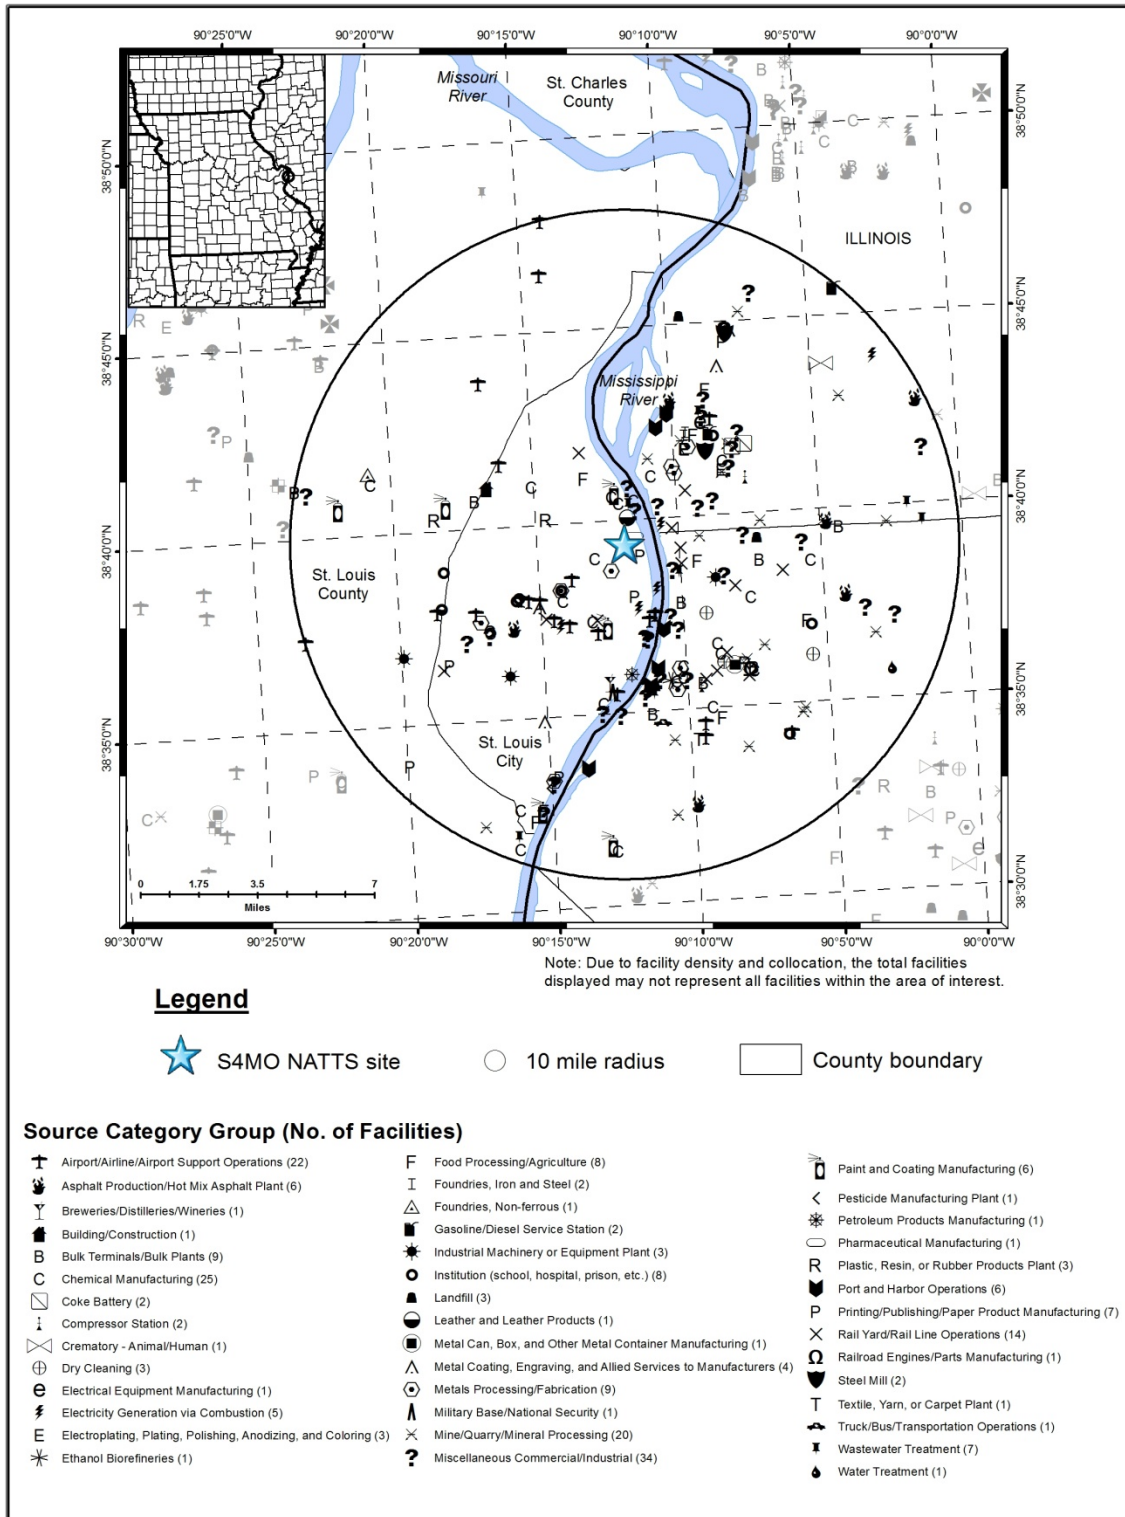 90°25'0"W 90°20'0"W 90°15'0"W 90°10'0"W 90°5'0"W 90°0'0"W
Missouri
River
St. Charles
County
ILLINOIS
38°50'0"N
38°45'0"N
38°40'0"N
38°35'0"N
38°50'0"N
38°45'0"N
38°40'0"N
38°35'0"N
38°30'0"N
Mississippi
River
St. Louis
County
St. Louis
City
0 1.75 3.5 7
Miles
90°30'0"W 90°25'0"W 90°20'0"W 90°15'0"W 90°10'0"W 90°5'0"W 90°0'0"W
Note: Due to facility density and collocation, the total facilities
displayed may not represent all facilities within the area of interest.
Legend
S4MO NATTS site
10 mile radius
County boundary
Source Category Group (No. of Facilities)
Airport/Airline/Airport Support Operations (22)
Asphalt Production/Hot Mix Asphalt Plant (6)
Breweries/Distilleries/Wineries (1)
Building/Construction (1)
B Bulk Terminals/Bulk Plants (9)
C Chemical Manufacturing (25)
Coke Battery (2)
Compressor Station (2)
Crematory - Animal/Human (1)
Dry Cleaning (3)
e Electrical Equipment Manufacturing (1)
Electricity Generation via Combustion (5)
E Electroplating, Plating, Polishing, Anodizing, and Coloring (3)
Ethanol Biorefineries (1)
F Food Processing/Agriculture (8)
Foundries, Iron and Steel (2)
Foundries, Non-ferrous (1)
Gasoline/Diesel Service Station (2)
Industrial Machinery or Equipment Plant (3)
Institution (school, hospital, prison, etc.) (8)
Landfill (3)
Leather and Leather Products (1)
Metal Can, Box, and Other Metal Container Manufacturing (1)
Metal Coating, Engraving, and Allied Services to Manufacturers (4)
Metals Processing/Fabrication (9)
Military Base/National Security (1)
Mine/Quarry/Mineral Processing (20)
? Miscellaneous Commercial/Industrial (34)
Paint and Coating Manufacturing (6)
Pesticide Manufacturing Plant (1)
Petroleum Products Manufacturing (1)
Pharmaceutical Manufacturing (1)
R Plastic, Resin, or Rubber Products Plant (3)
Port and Harbor Operations (6)
P Printing/Publishing/Paper Product Manufacturing (7)
Rail Yard/Rail Line Operations (14)
Ω Railroad Engines/Parts Manufacturing (1)
Steel Mill (2)
T Textile, Yarn, or Carpet Plant (1)
Truck/Bus/Transportation Operations (1)
Wastewater Treatment (7)
Water Treatment (1)